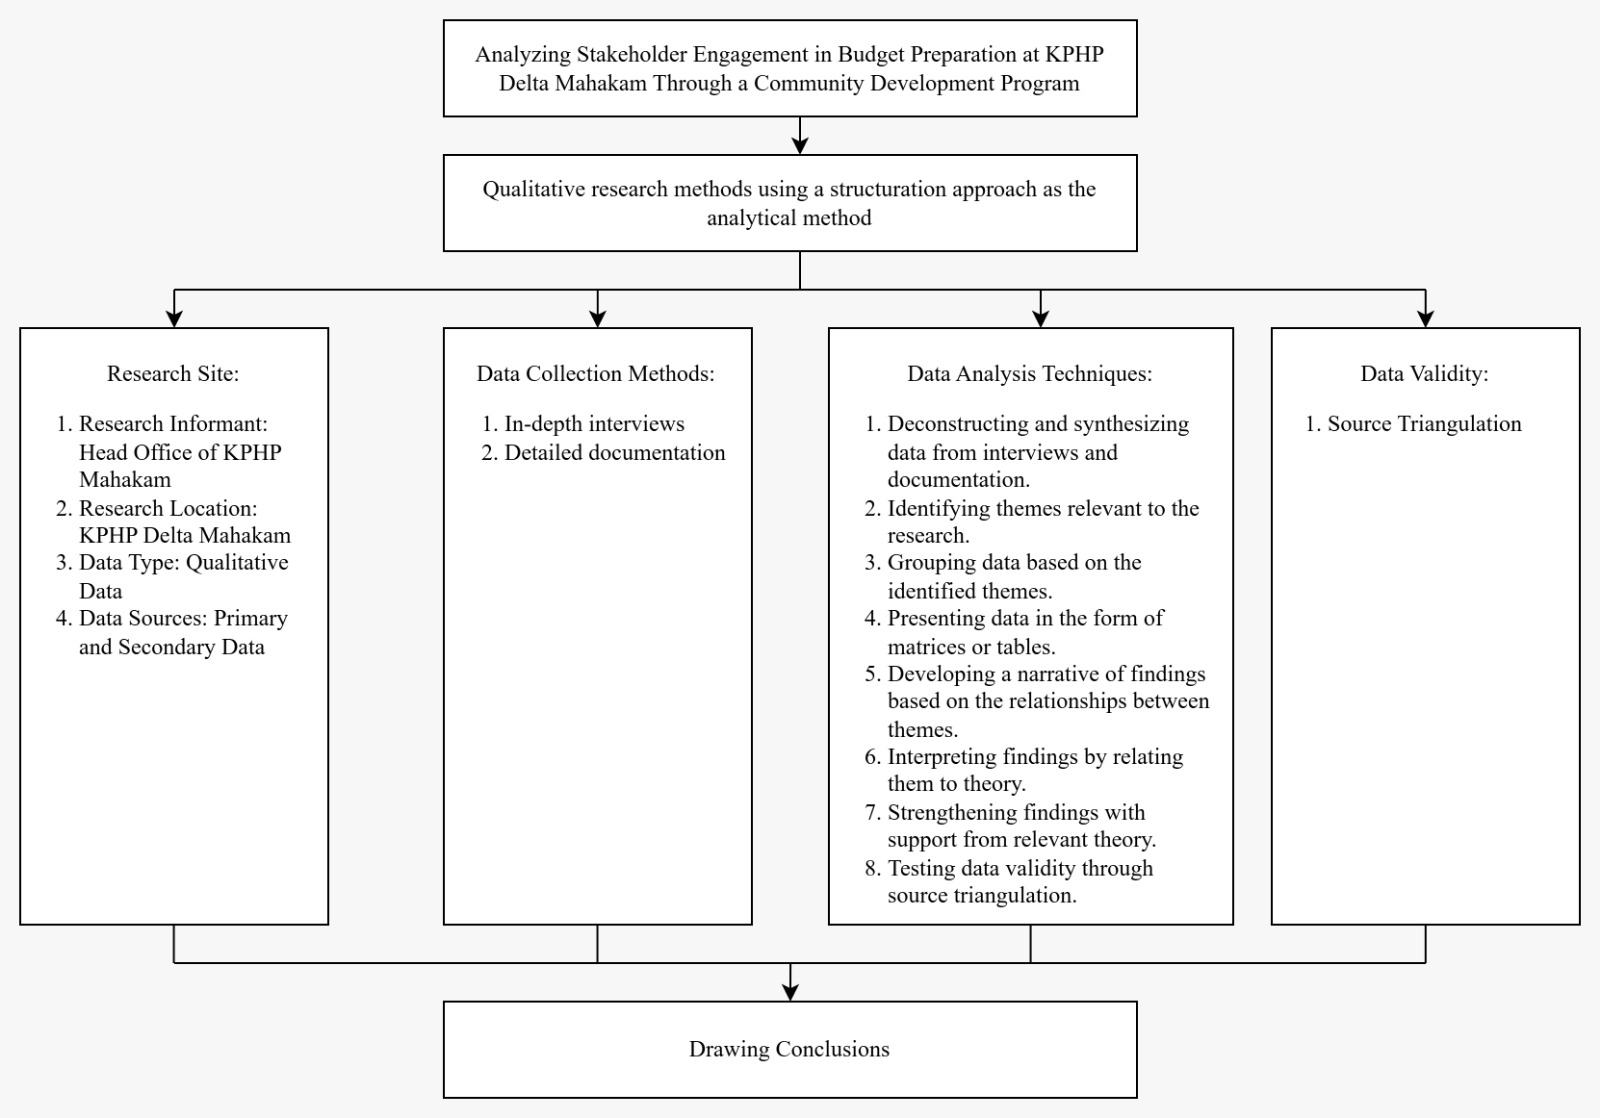 Analyzing Stakeholder Engagement in Budget Preparation at KPHP
Delta Mahakam Through a Community Development Program
Qualitative research methods using a structuration approach as the
analytical method
Research Site:
1. Research Informant:
Head Office of KPHP
Mahakam
2. Research Location:
KPHP Delta Mahakam
3. Data Type: Qualitative
Data
4. Data Sources: Primary
and Secondary Data
Data Collection Methods:
1. In-depth interviews
2. Detailed documentation
Data Analysis Techniques:
1. Deconstructing and synthesizing
data from interviews and
documentation.
2. Identifying themes relevant to the
research.
3. Grouping data based on the
identified themes.
4. Presenting data in the form of
matrices or tables.
5. Developing a narrative of findings
based on the relationships between
themes.
6. Interpreting findings by relating
them to theory.
7. Strengthening findings with
support from relevant theory.
8. Testing data validity through
source triangulation.
Data Validity:
1. Source Triangulation
Drawing Conclusions